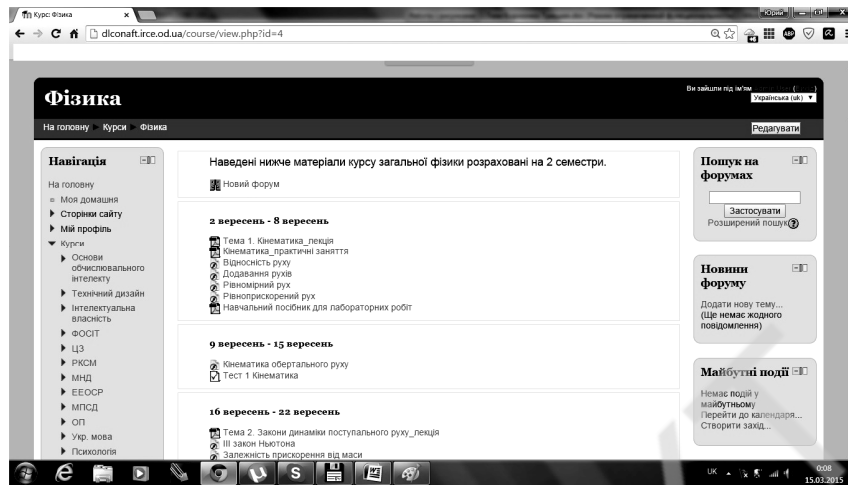 Курс: Фізика
dlconaft.irce.od.ua/course/view.php?id=4
Фізика
Ви зайшли під ім'ям
Українська (uk)
На головну Курси Фізика
Редагувати
Навігація
На головну
Моя домашня
Сторінки сайту
Мій профіль
Курси
Основи
обчислювального
інтелекту
Технічний дизайн
Інтелектуальна
власність
ФОСІТ
ЦЗ
РКСМ
МНД
ЕЕОСР
МПСД
ОП
Укр. мова
Психологія
Наведені нижче матеріали курсу загальної фізики розраховані на 2 семестри.
Новий форум
2 вересень - 8 вересень
Тема 1. Кінематика_лекція
Кінематика_практичні заняття
Відносність руху
Додавання рухів
Рівномірний рух
Рівноприскорений рух
Навчальний посібник для лабораторних робіт
9 вересень - 15 вересень
Кінематика обертального руху
Тест 1 Кінематика
16 вересень - 22 вересень
Тема 2. Закони динаміки поступального руху_лекція
ІІІ закон Ньютона
Залежність прискорення від маси
Пошук на
форумах
Застосувати
Розширений пошук
Новини
форуму
Додати нову тему...
(Ще немає жодного
повідомлення)
Майбутні події
Немає подій у
майбутньому
Перейти до календаря...
Створити захід...
UK
0:08
15.03.2015